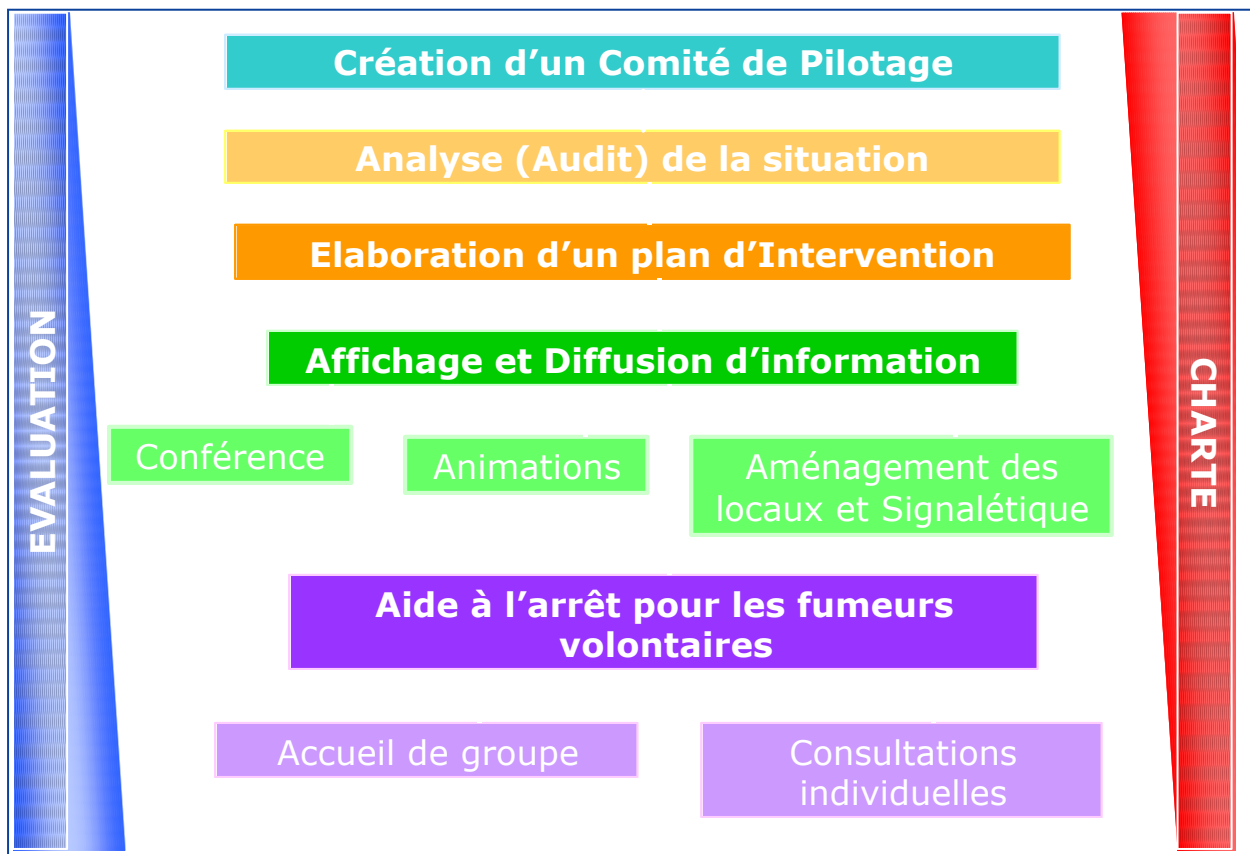 Création d’un Comité de Pilotage
Analyse (Audit) de la situation
Elaboration d’un plan d’Intervention
Affichage et Diffusion d’information
Conférence
Animations
Aménagement des
locaux et Signalétique
Aide à l’arrêt pour les fumeurs
volontaires
Accueil de groupe
Consultations
individuelles
EVALUATION
CHARTE